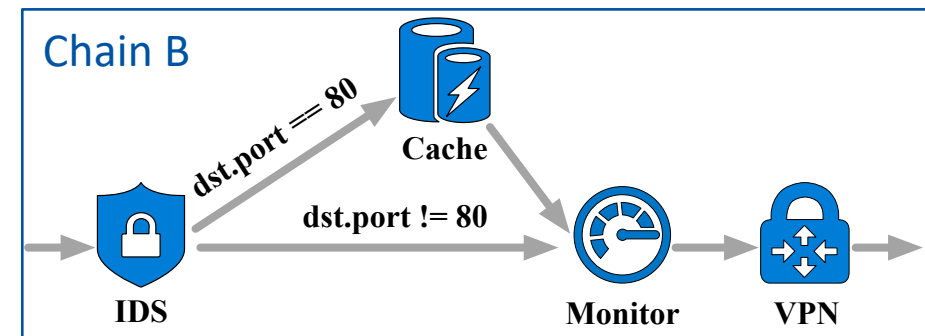 Chain B
dst.port == 80
Cache
dst.port != 80
IDS
Monitor
VPN